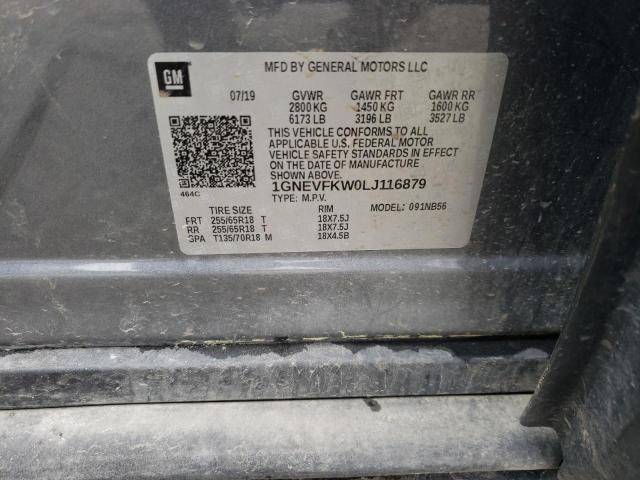 GM
MFD BY GENERAL MOTORS LLC
07/19 GVWR GAWR FRT GAWR RR
2800 KG 1450 KG 1600 KG
6173 LB 3196 LB 3527 LB
THIS VEHICLE CONFORMS TO ALL
APPLICABLE U.S. FEDERAL MOTOR
VEHICLE SAFETY STANDARDS IN EFFECT
ON THE DATE OF MANUFACTURE
SHOWN ABOVE.
1GNEVFKW0LJ116879
464C
TYPE: M.P.V. MODEL: 091NB56
TIRE SIZE RIM
FRT 255/65R18 T 18X7.5J
RR 255/65R18 T 18X7.5J
SPA T135/70R18 M 18X4.5B